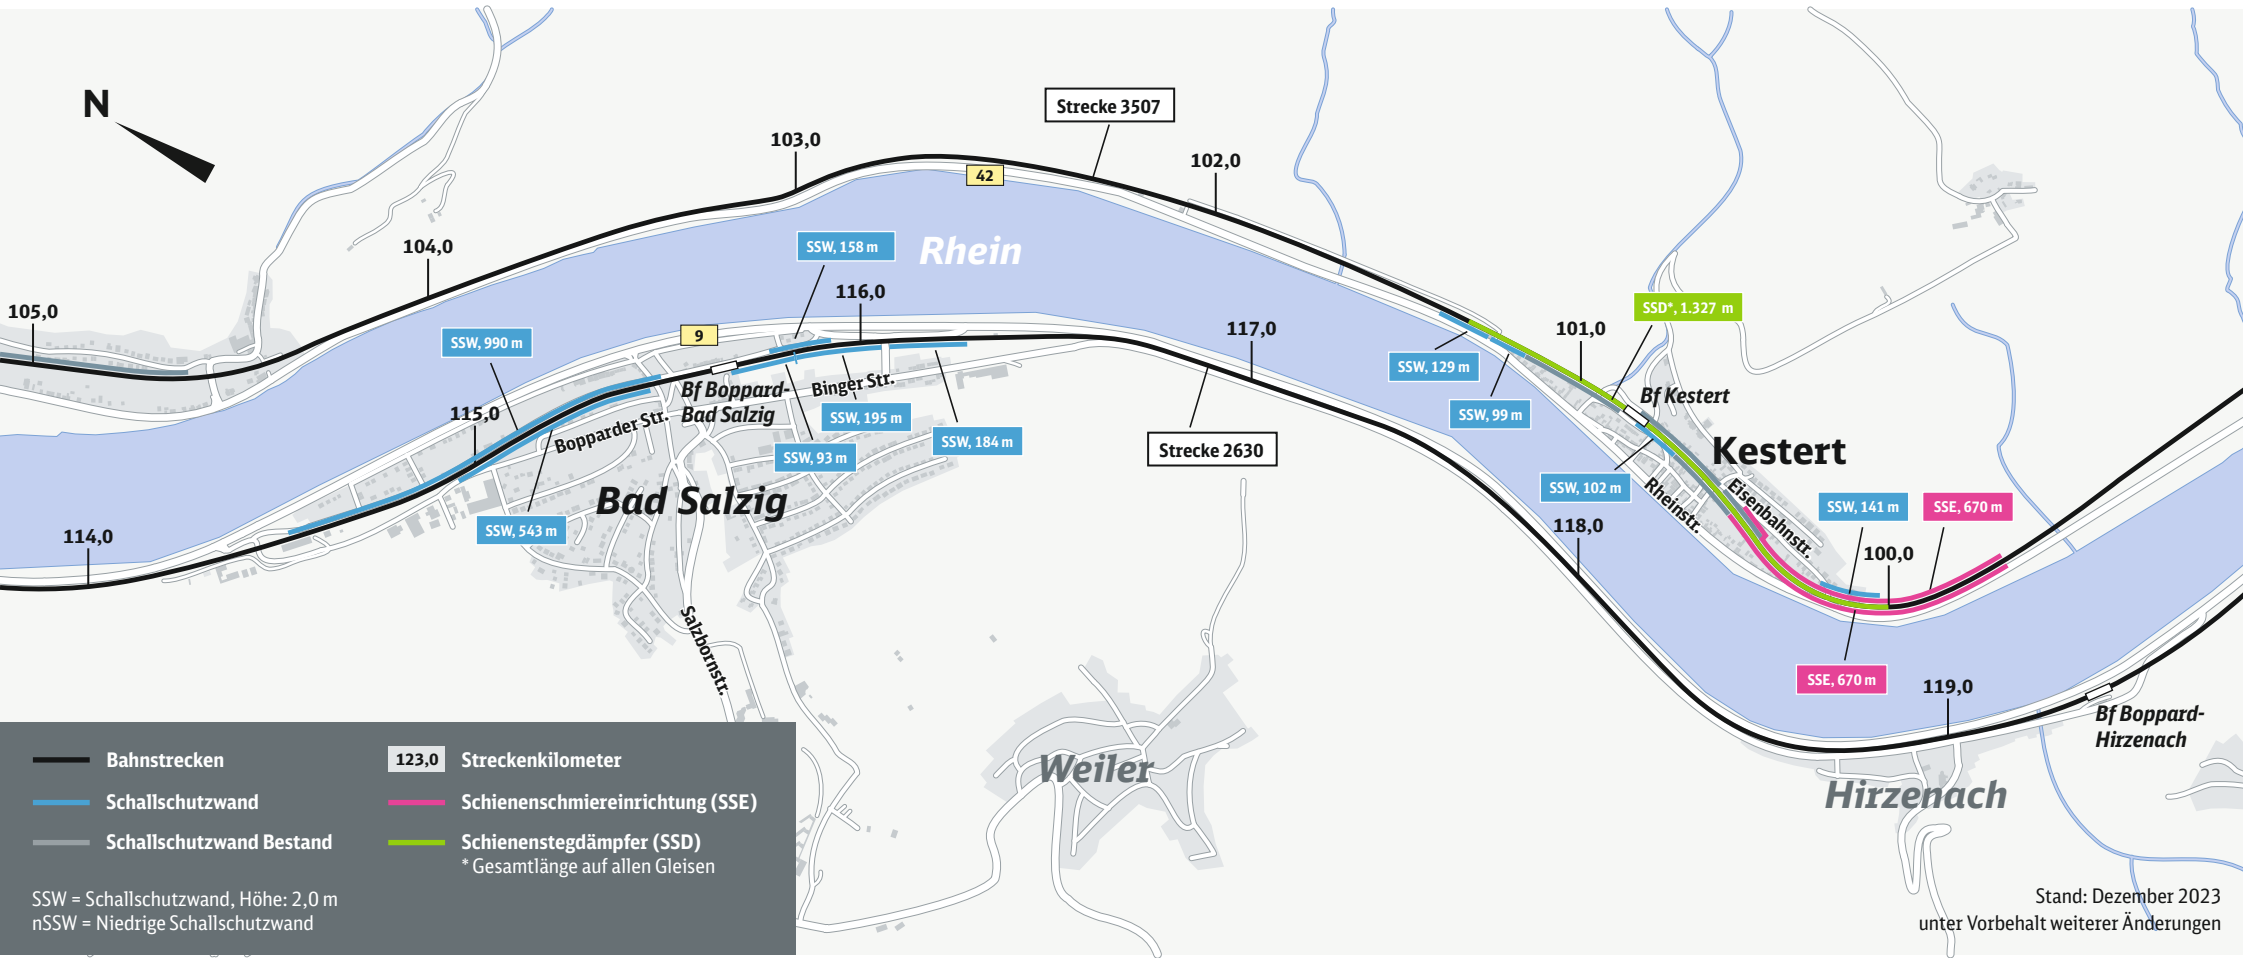 N
Strecke 3507
103,0
102,0
42
104,0
105,0
Rhein
SSW, 158 m
116,0
9
SSW, 990 m
117,0
101,0
SSD*, 1.327 m
SSW, 129 m
SSW, 99 m
Bf Kestert
Bf Boppard-
Bad Salzig
Binger Str.
115,0
Bopparder Str.
SSW, 195 m
SSW, 184 m
SSW, 93 m
Strecke 2630
Kestert
SSW, 102 m
Rheinstr.
Eisenbahnstr.
SSW, 141 m
SSE, 670 m
Bad Salzig
SSW, 543 m
114,0
118,0
100,0
Salzbornstr.
SSE, 670 m
119,0
Bf Boppard-
Hirzenach
Weiler
Hirzenach
Bahnstrecken
Schallschutzwand
Schallschutzwand Bestand
123,0 Streckenkilometer
Schienenschmiereinrichtung (SSE)
Schienenstegdämpfer (SSD)
* Gesamtlänge auf allen Gleisen
SSW = Schallschutzwand, Höhe: 2,0 m
nSSW = Niedrige Schallschutzwand
Stand: Dezember 2023
unter Vorbehalt weiterer Änderungen